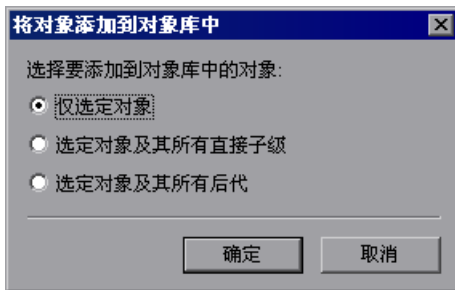 将对象添加到对象库中
选择要添加到对象库中的对象:
仅选定对象
选定对象及其所有直接子级
选定对象及其所有后代
确定
取消